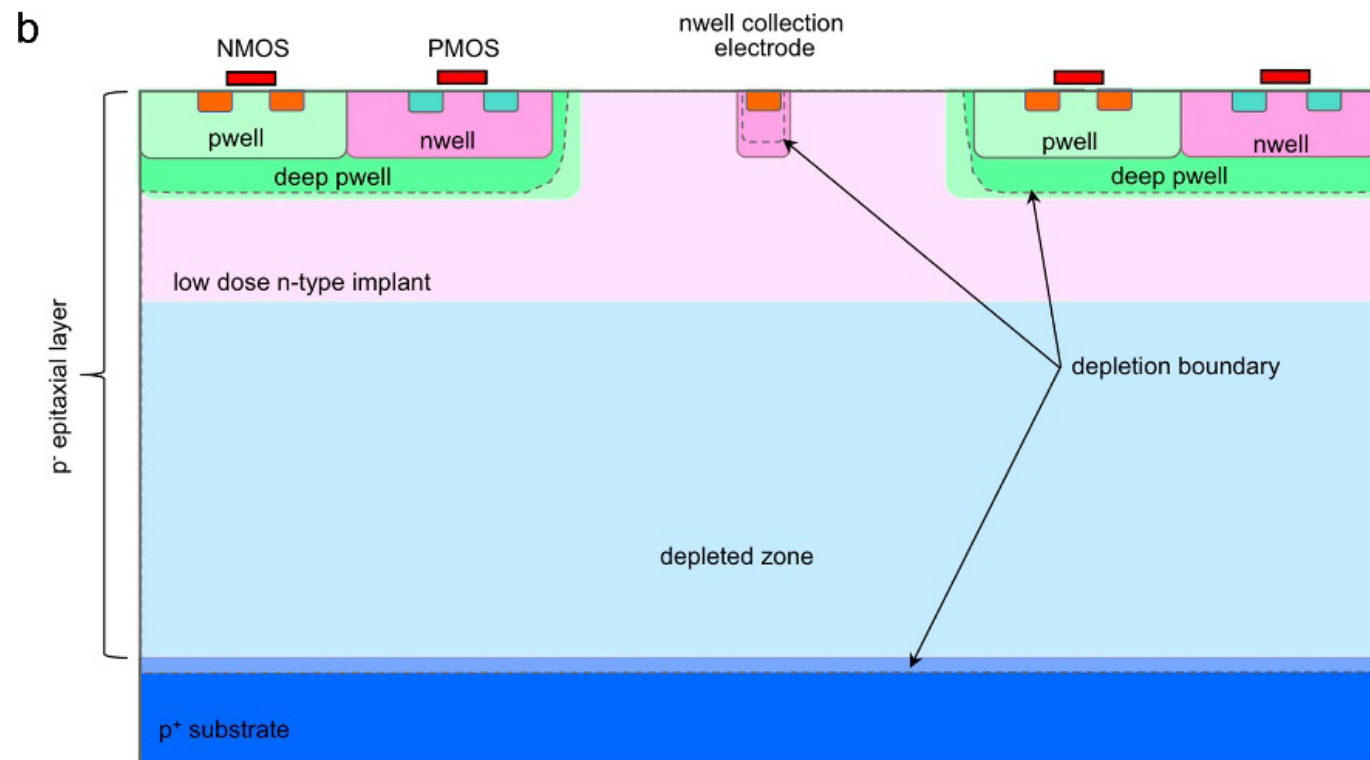 b
nwell collection
electrode
NMOS
PMOS
pwell
nwell
deep pwell
pwell
nwell
deep pwell
low dose n-type implant
p⁻ epitaxial layer
depletion boundary
depleted zone
p⁺ substrate